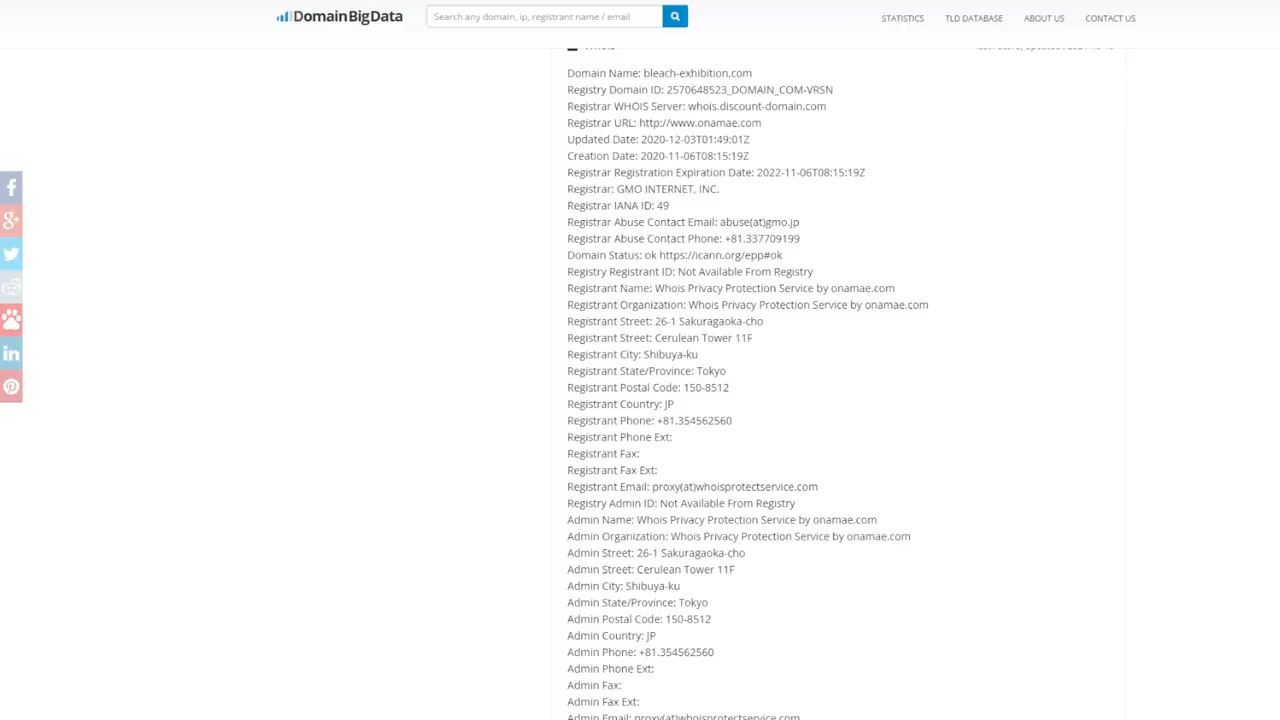 DomainBigData
Search any domain, ip, registrant name / email
STATISTICS
TLD DATABASE
ABOUT US
CONTACT US
Domain Name: bleach-exhibition.com
Registry Domain ID: 2570648523_DOMAIN_COM-VRSN
Registrar WHOIS Server: whois.discount-domain.com
Registrar URL: http://www.onamae.com
Updated Date: 2020-12-03T01:49:01Z
Creation Date: 2020-11-06T08:15:19Z
Registrar Registration Expiration Date: 2022-11-06T08:15:19Z
Registrar: GMO INTERNET, INC.
Registrar IANA ID: 49
Registrar Abuse Contact Email: abuse(at)gmo.jp
Registrar Abuse Contact Phone: +81.337709199
Domain Status: ok https://icann.org/epp#ok
Registry Registrant ID: Not Available From Registry
Registrant Name: Whois Privacy Protection Service by onamae.com
Registrant Organization: Whois Privacy Protection Service by onamae.com
Registrant Street: 26-1 Sakuragaoka-cho
Registrant Street: Cerulean Tower 11F
Registrant City: Shibuya-ku
Registrant State/Province: Tokyo
Registrant Postal Code: 150-8512
Registrant Country: JP
Registrant Phone: +81.354562560
Registrant Phone Ext:
Registrant Fax:
Registrant Fax Ext:
Registrant Email: proxy(at)whoisprotectservice.com
Registry Admin ID: Not Available From Registry
Admin Name: Whois Privacy Protection Service by onamae.com
Admin Organization: Whois Privacy Protection Service by onamae.com
Admin Street: 26-1 Sakuragaoka-cho
Admin Street: Cerulean Tower 11F
Admin City: Shibuya-ku
Admin State/Province: Tokyo
Admin Postal Code: 150-8512
Admin Country: JP
Admin Phone: +81.354562560
Admin Phone Ext:
Admin Fax:
Admin Fax Ext:
Admin Email: proxy(at)whoisprotectservice.com